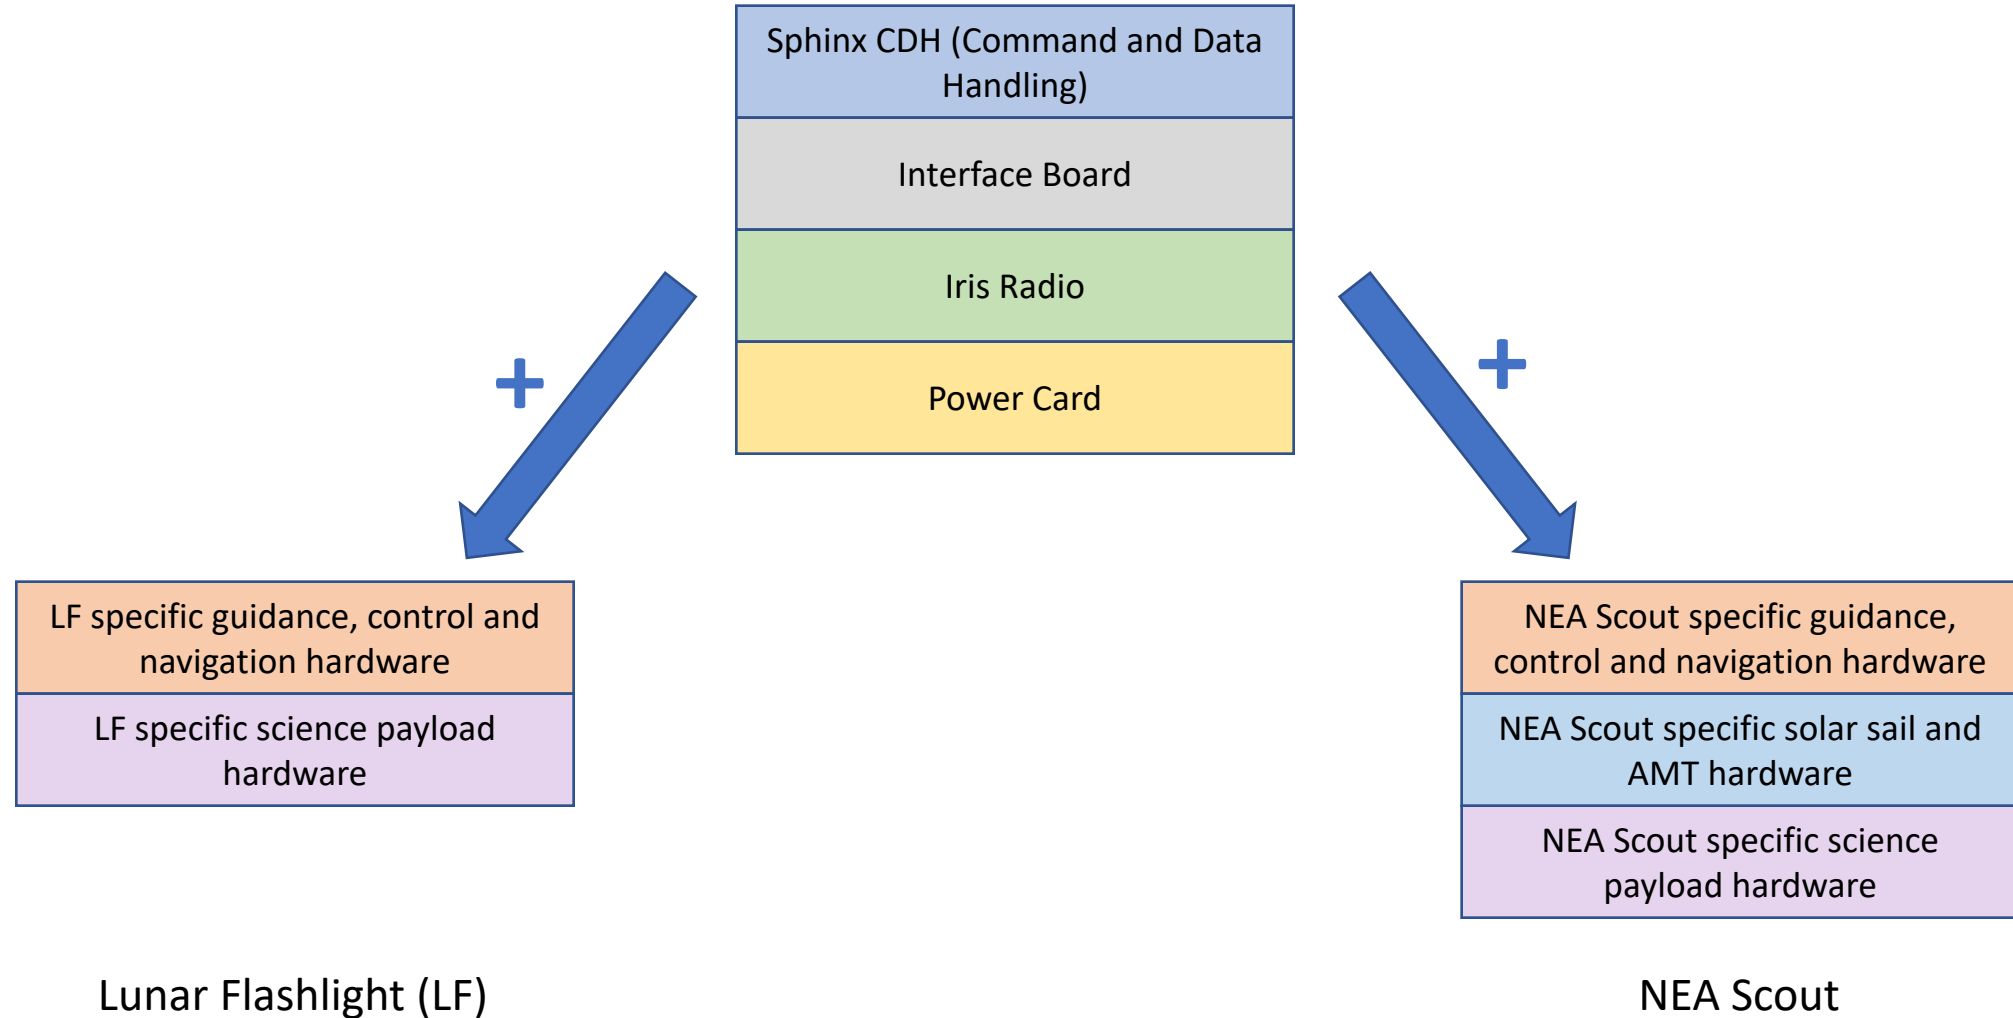 Sphinx CDH (Command and Data
Handling)
Interface Board
Iris Radio
+
+
Power Card
LF specific guidance, control and
navigation hardware
LF specific science payload
hardware
NEA Scout specific guidance,
control and navigation hardware
NEA Scout specific solar sail and
AMT hardware
NEA Scout specific science
payload hardware
Lunar Flashlight (LF)
NEA Scout